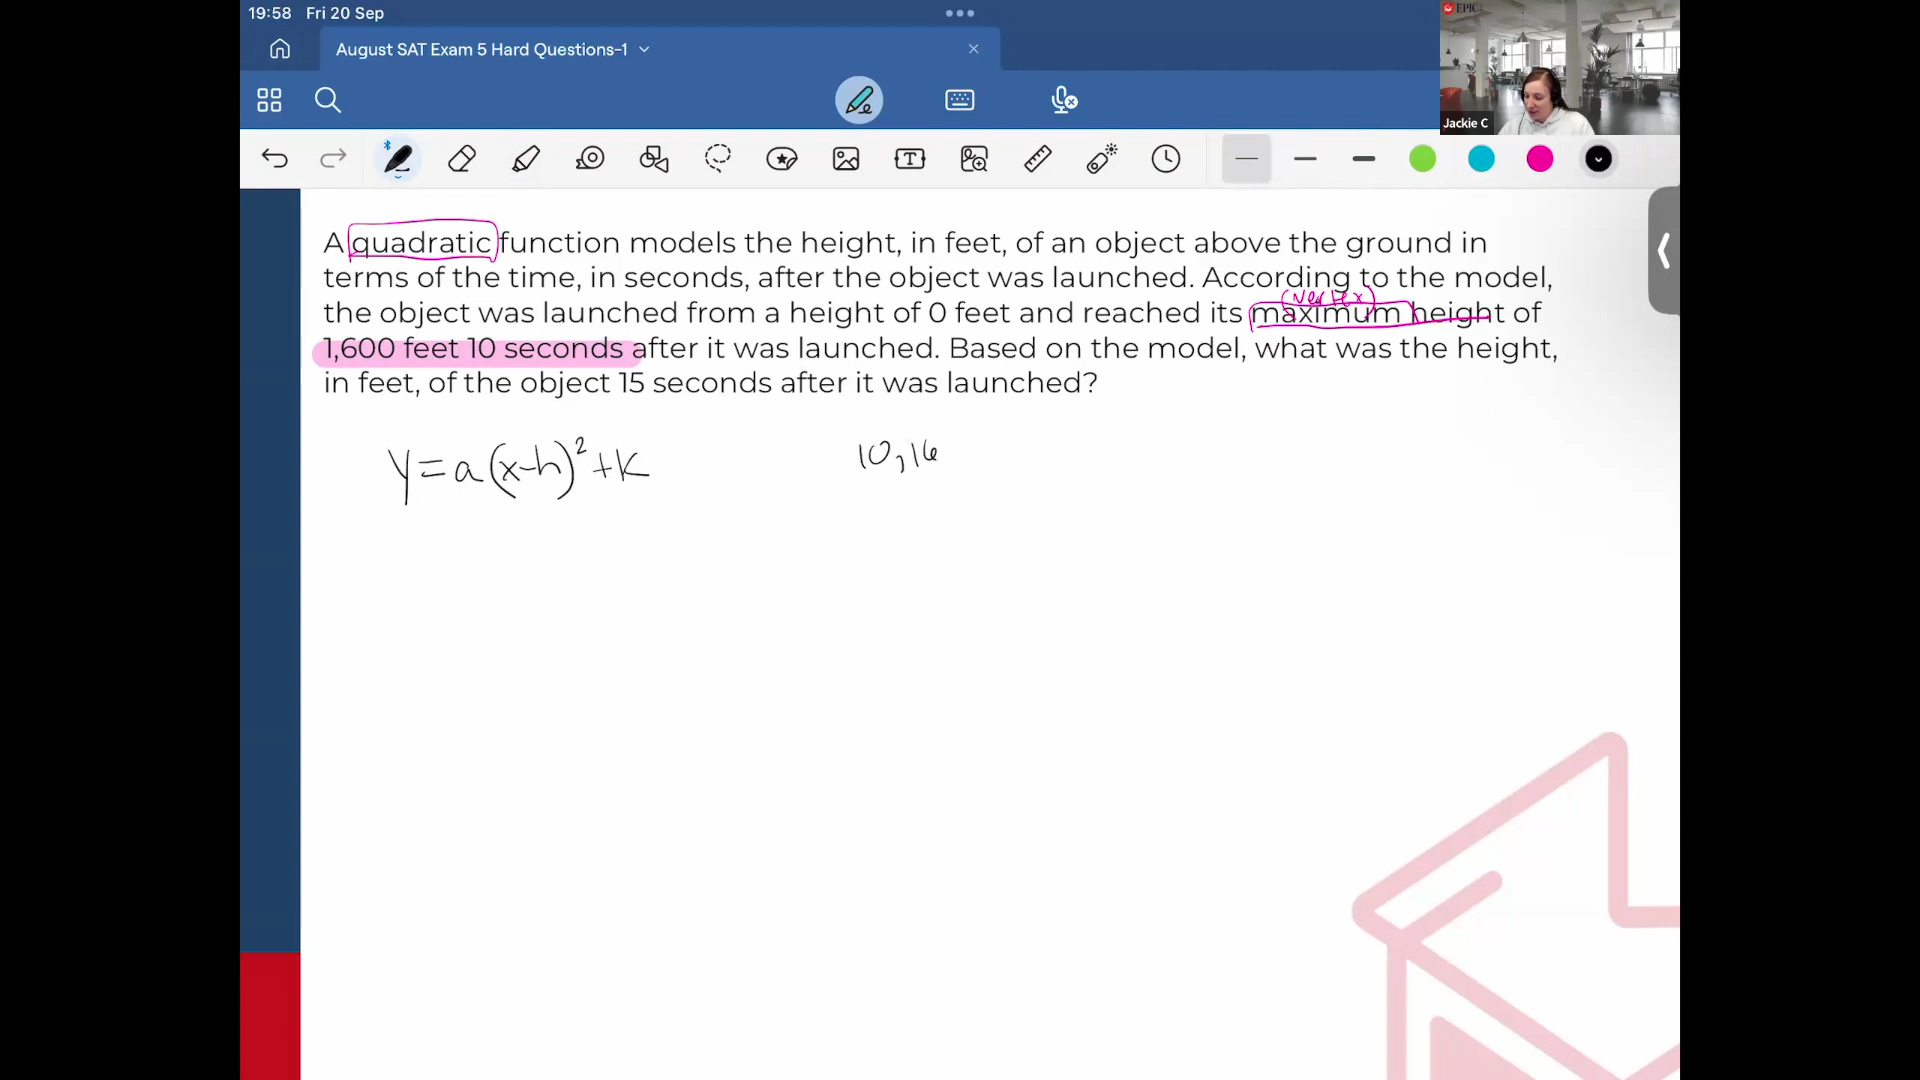 19:58 Fri 20 Sep
August SAT Exam 5 Hard Questions-1
EPIC
Jackie C
A quadratic function models the height, in feet, of an object above the ground in
terms of the time, in seconds, after the object was launched. According to the model,
(vertex)
the object was launched from a height of 0 feet and reached its maximum height of
1,600 feet 10 seconds after it was launched. Based on the model, what was the height,
in feet, of the object 15 seconds after it was launched?
y=a(x-h)²+k
10,16